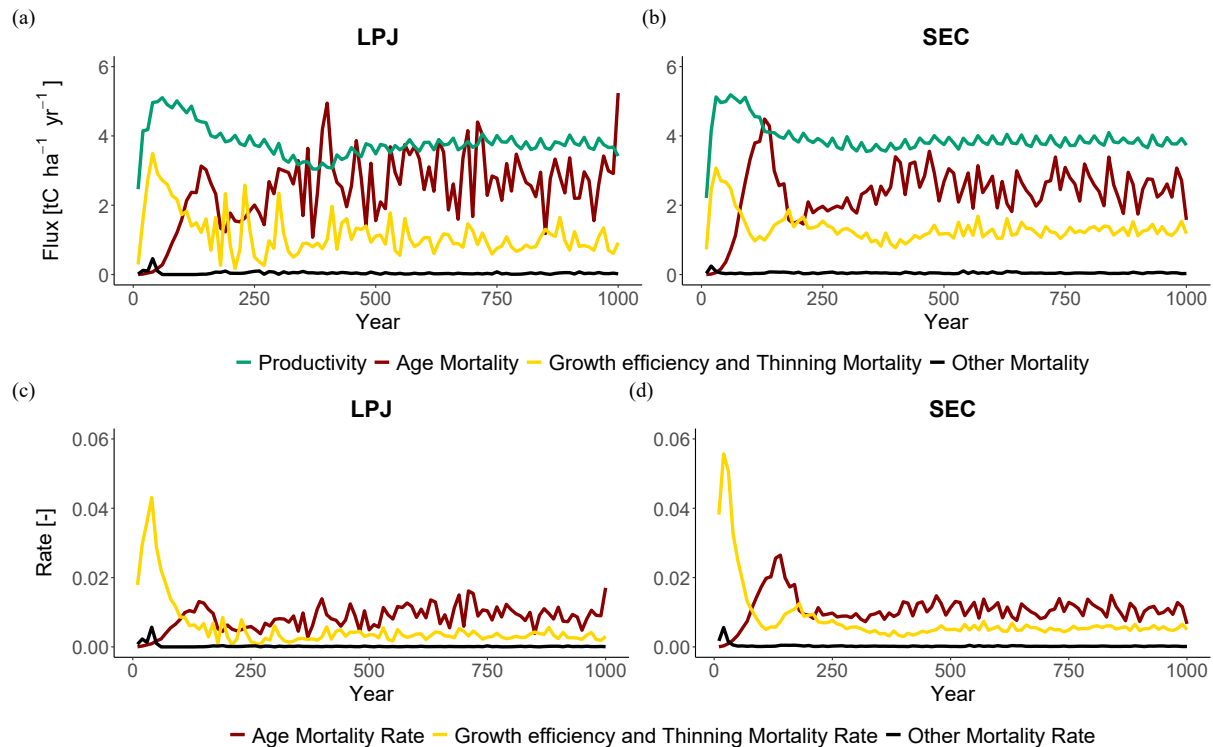 (a)
LPJ
Flux [tC ha⁻¹ yr⁻¹]
6
4
2
0
0 250 500 750 1000
Year
(b)
SEC
6
4
2
0
0 250 500 750 1000
Year
Productivity Age Mortality Growth efficiency and Thinning Mortality Other Mortality
(c)
LPJ
Rate [-]
0.06
0.04
0.02
0.00
0 250 500 750 1000
Year
(d)
SEC
0.06
0.04
0.02
0.00
0 250 500 750 1000
Year
Age Mortality Rate Growth efficiency and Thinning Mortality Rate Other Mortality Rate